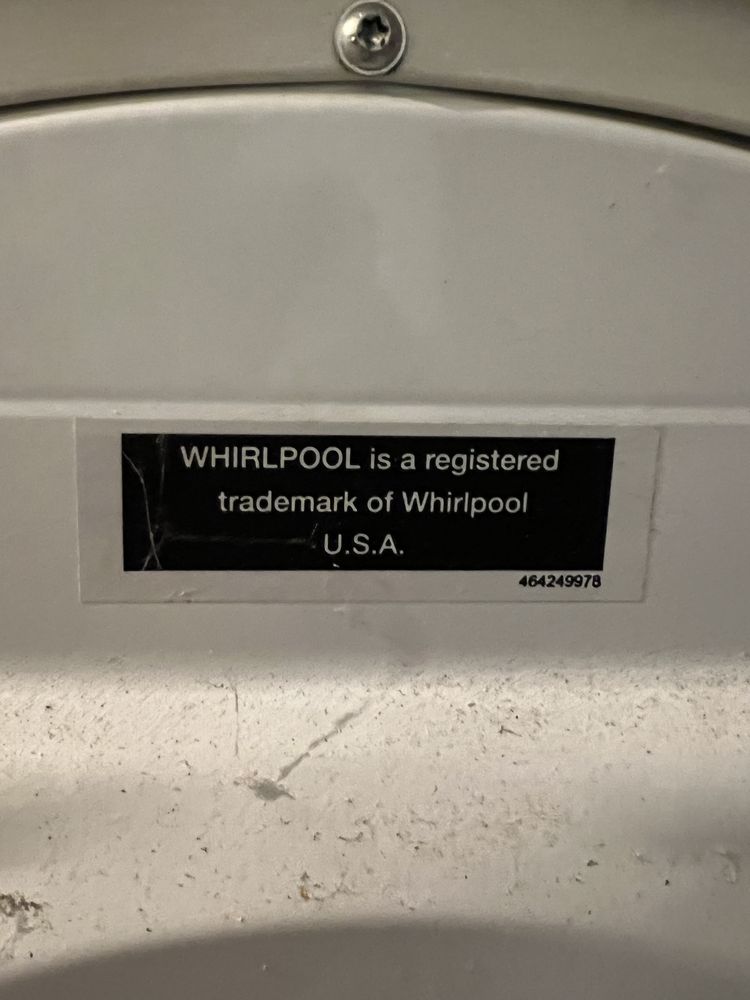 WHIRLPOOL is a registered
trademark of Whirlpool
U.S.A.
464249978